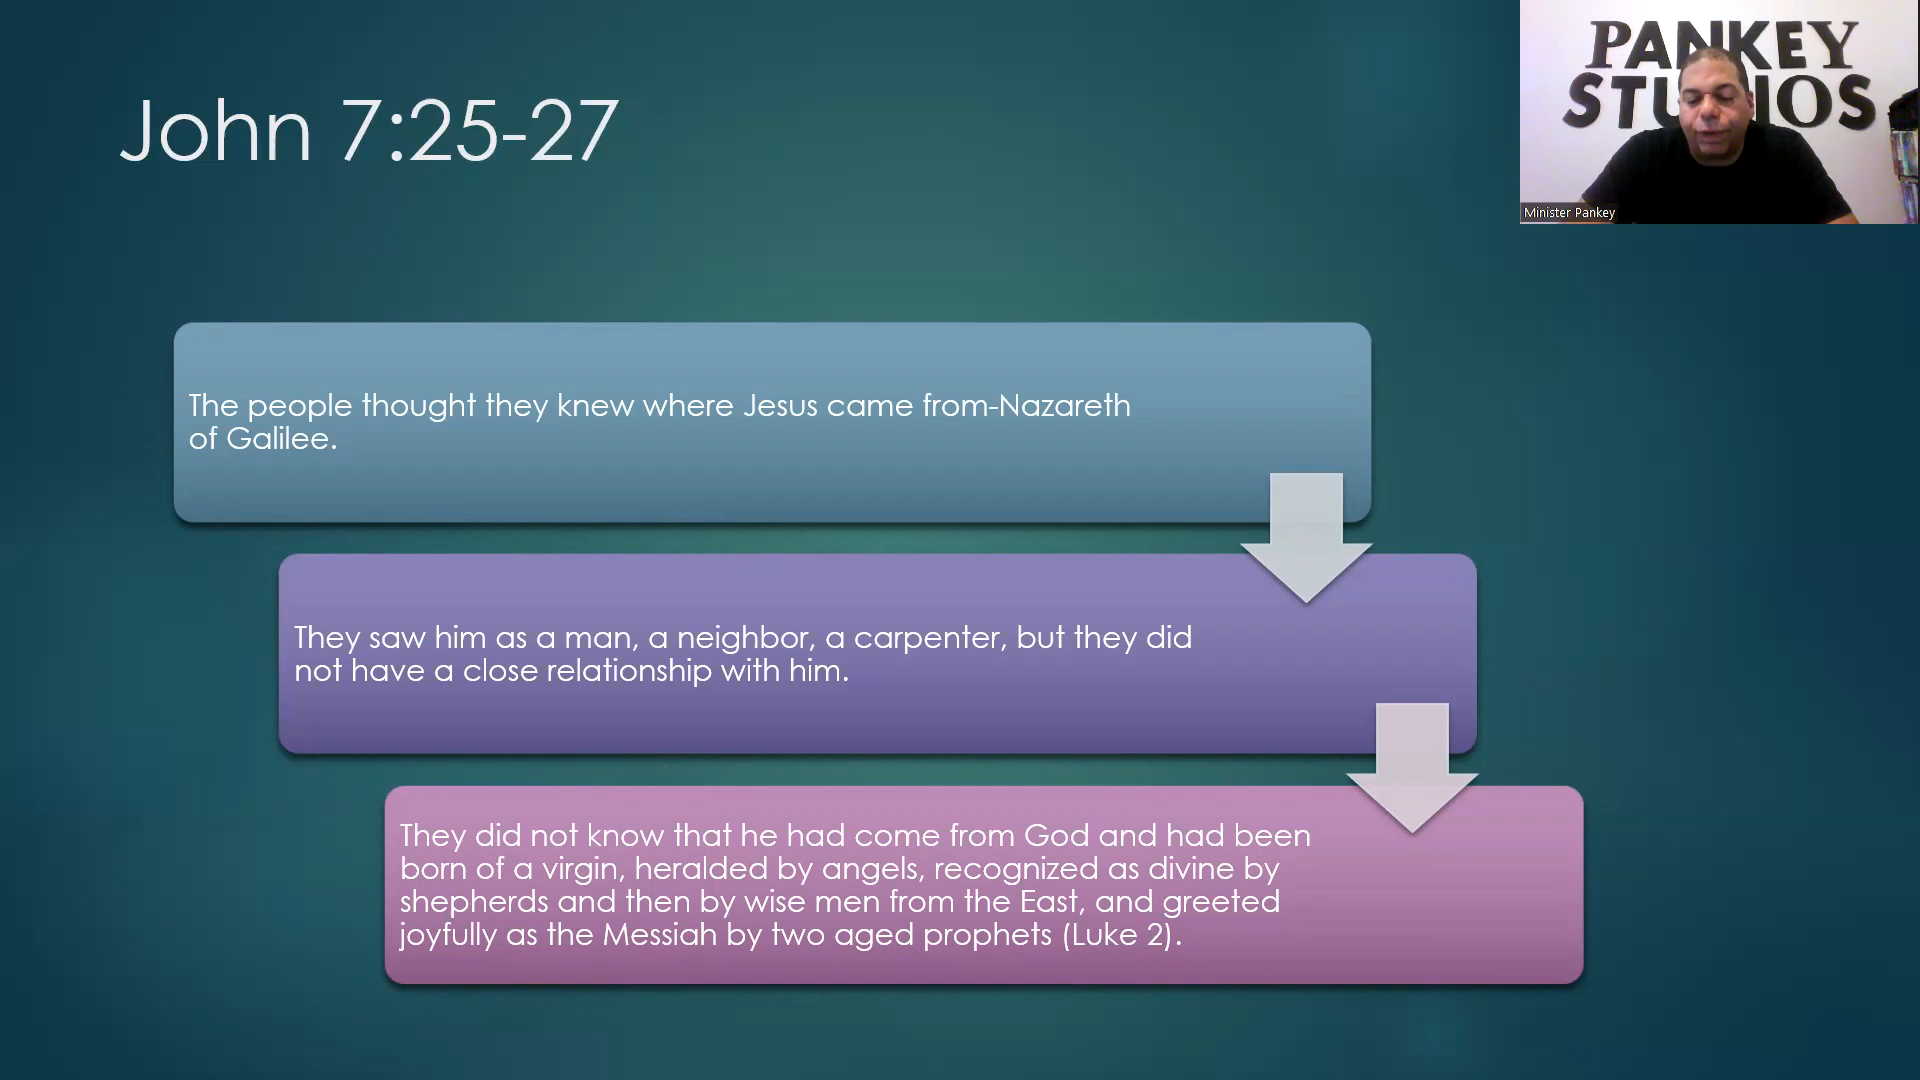 John 7:25-27
PANKEY
STUDIOS
Minister Pankey
The people thought they knew where Jesus came from-Nazareth
of Galilee.
They saw him as a man, a neighbor, a carpenter, but they did
not have a close relationship with him.
They did not know that he had come from God and had been
born of a virgin, heralded by angels, recognized as divine by
shepherds and then by wise men from the East, and greeted
joyfully as the Messiah by two aged prophets (Luke 2).